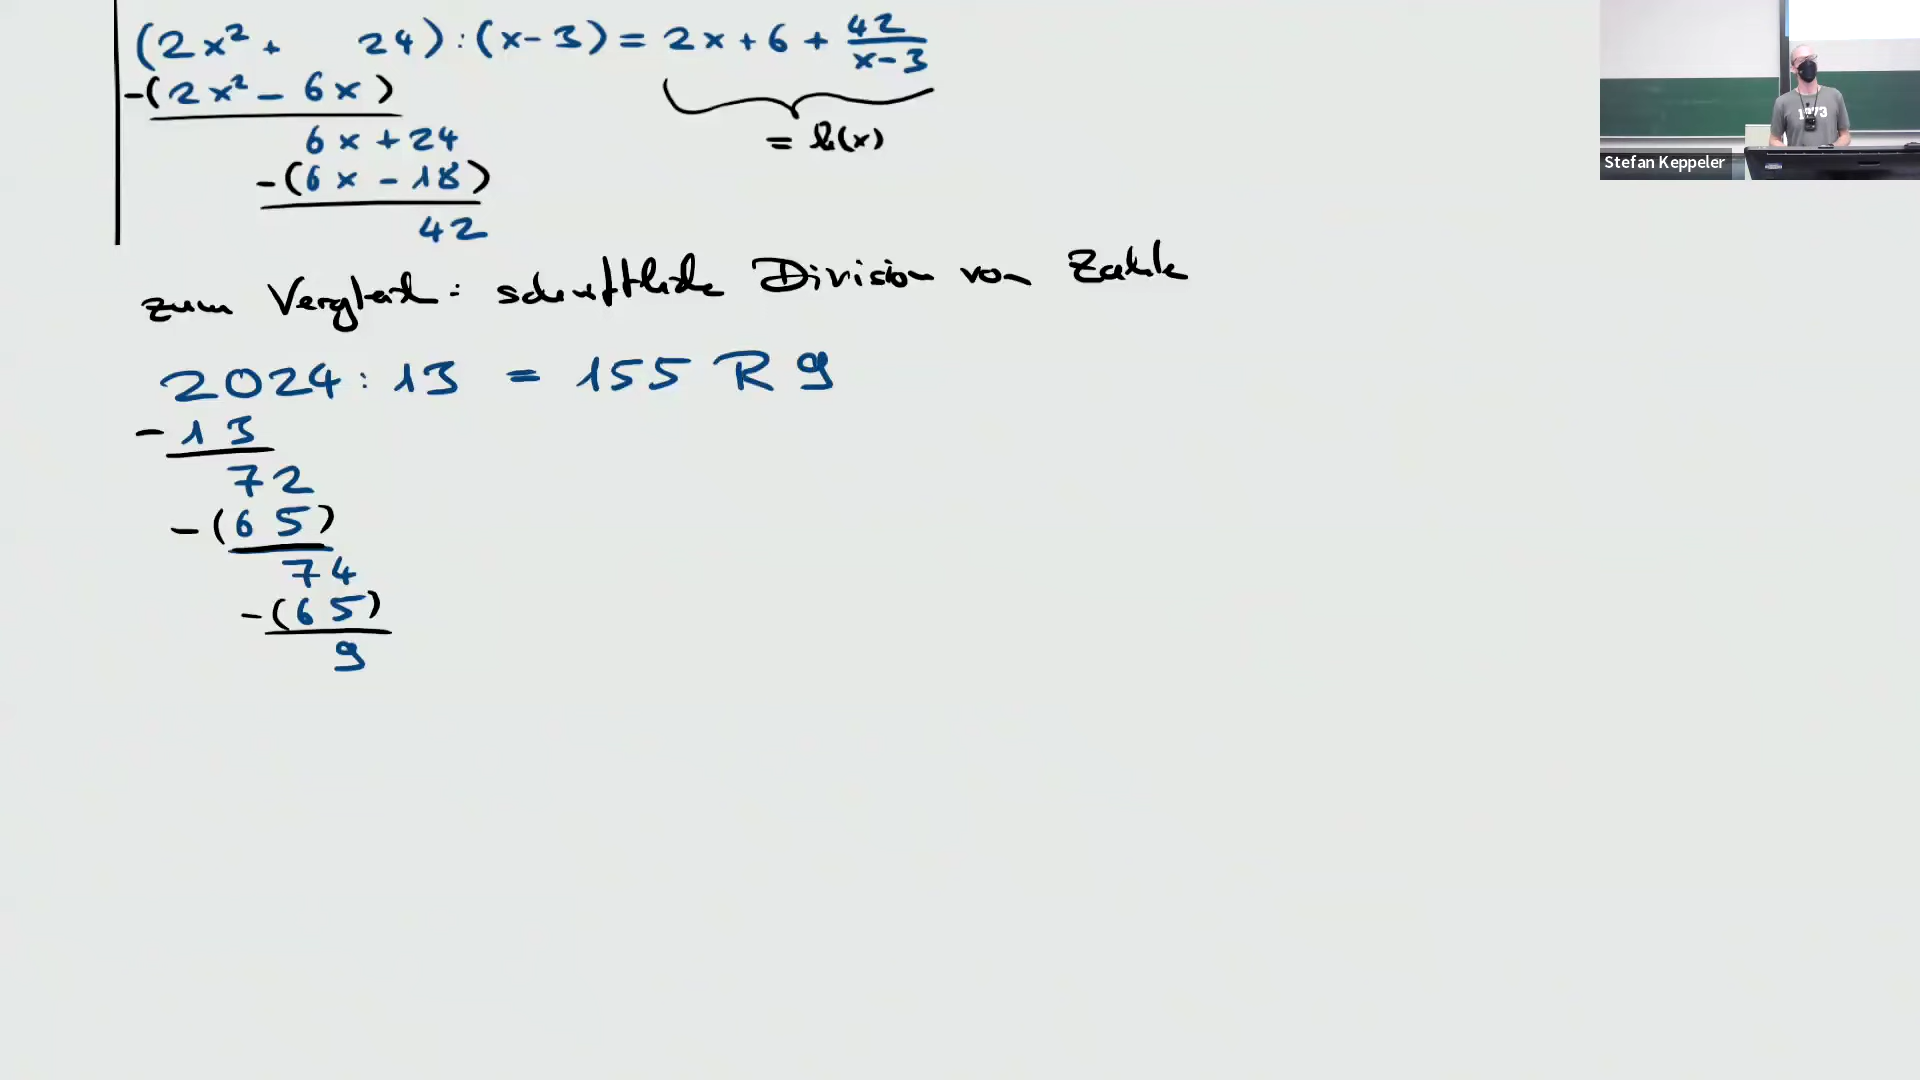 (2x² + 24) : (x-3) = 2x + 6 + 42/(x-3)
-(2x² - 6x)
= h(x)
6x + 24
-(6x - 18)
42
zum Vergleich: schriftliche Division von Zahlen
2024 : 13 = 155 R 9
- 13
72
-(65)
74
-(65)
9
1973
Stefan Keppeler